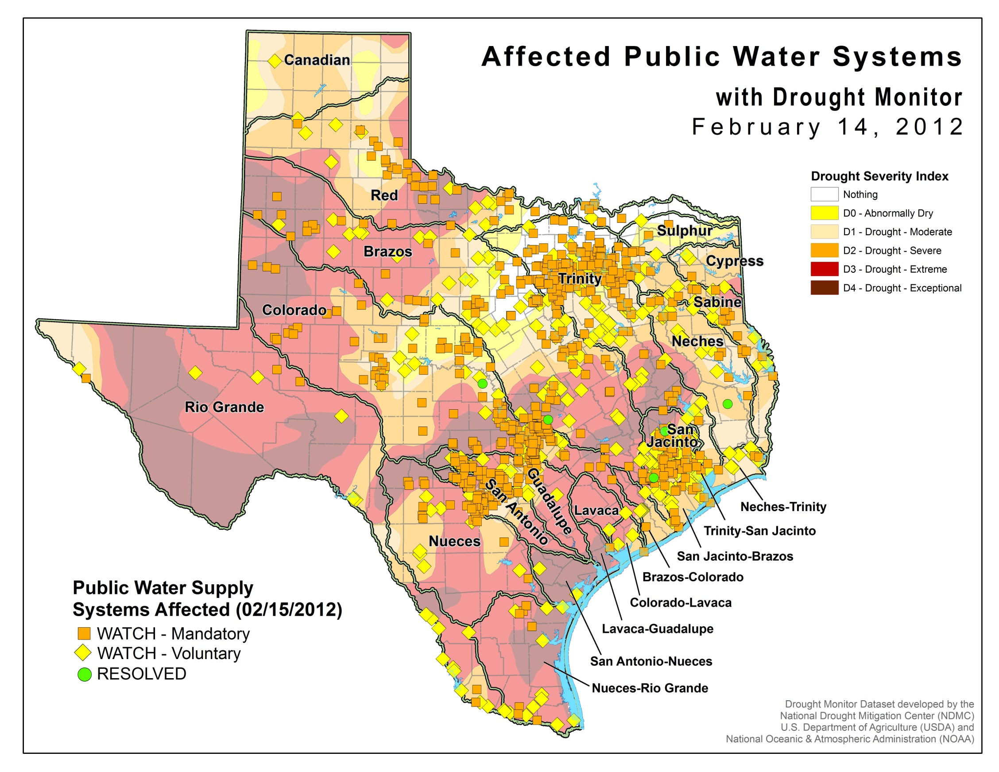 Affected Public Water Systems
with Drought Monitor
February 14, 2012
Drought Severity Index
Nothing
D0 - Abnormally Dry
D1 - Drought - Moderate
D2 - Drought - Severe
D3 - Drought - Extreme
D4 - Drought - Exceptional
Canadian
Red
Sulphur
Brazos
Cypress
Trinity
Sabine
Colorado
Neches
Rio Grande
San
Jacinto
Guadalupe
San Antonio
Lavaca
Nueces
Neches-Trinity
Trinity-San Jacinto
San Jacinto-Brazos
Brazos-Colorado
Colorado-Lavaca
Lavaca-Guadalupe
San Antonio-Nueces
Nueces-Rio Grande
Public Water Supply
Systems Affected (02/15/2012)
WATCH - Mandatory
WATCH - Voluntary
RESOLVED
Drought Monitor Dataset developed by the
National Drought Mitigation Center (NDMC)
U.S. Department of Agriculture (USDA) and
National Oceanic & Atmospheric Administration (NOAA)